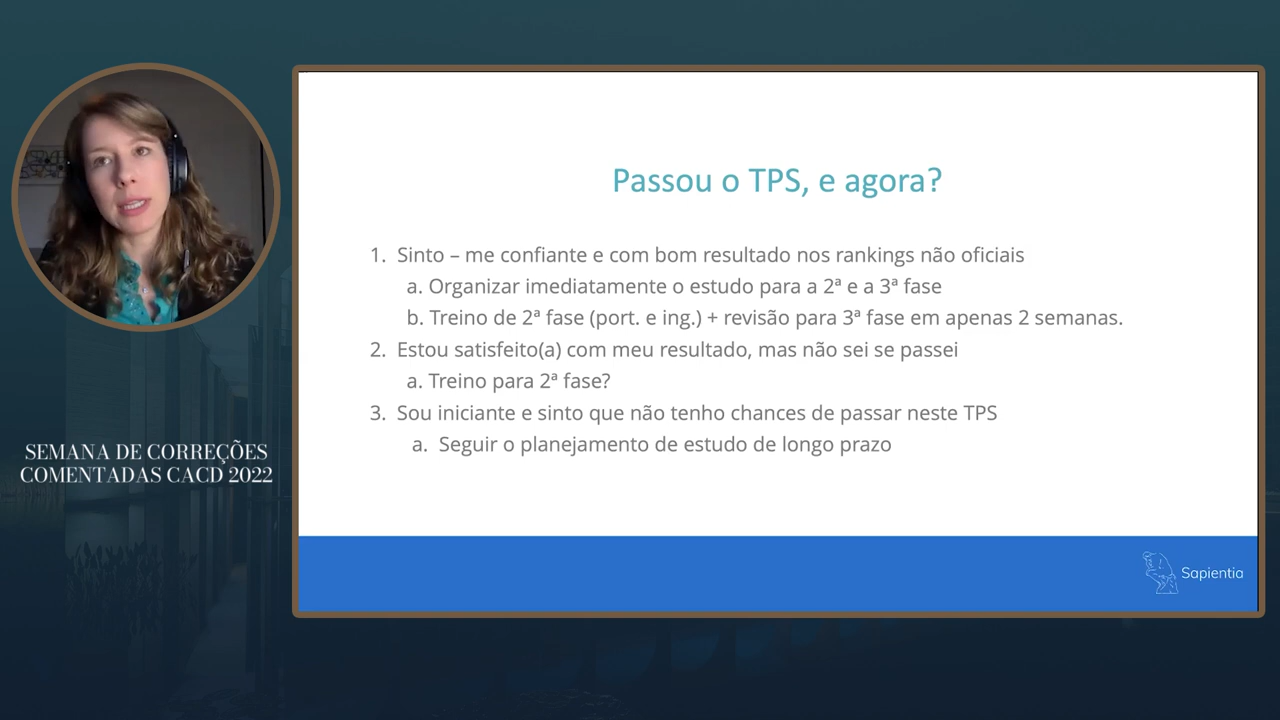 Passou o TPS, e agora?
1. Sinto – me confiante e com bom resultado nos rankings não oficiais
a. Organizar imediatamente o estudo para a 2ª e a 3ª fase
b. Treino de 2ª fase (port. e ing.) + revisão para 3ª fase em apenas 2 semanas.
2. Estou satisfeito(a) com meu resultado, mas não sei se passei
a. Treino para 2ª fase?
3. Sou iniciante e sinto que não tenho chances de passar neste TPS
a. Seguir o planejamento de estudo de longo prazo
SEMANA DE CORREÇÕES
COMENTADAS CACD 2022
Sapientia